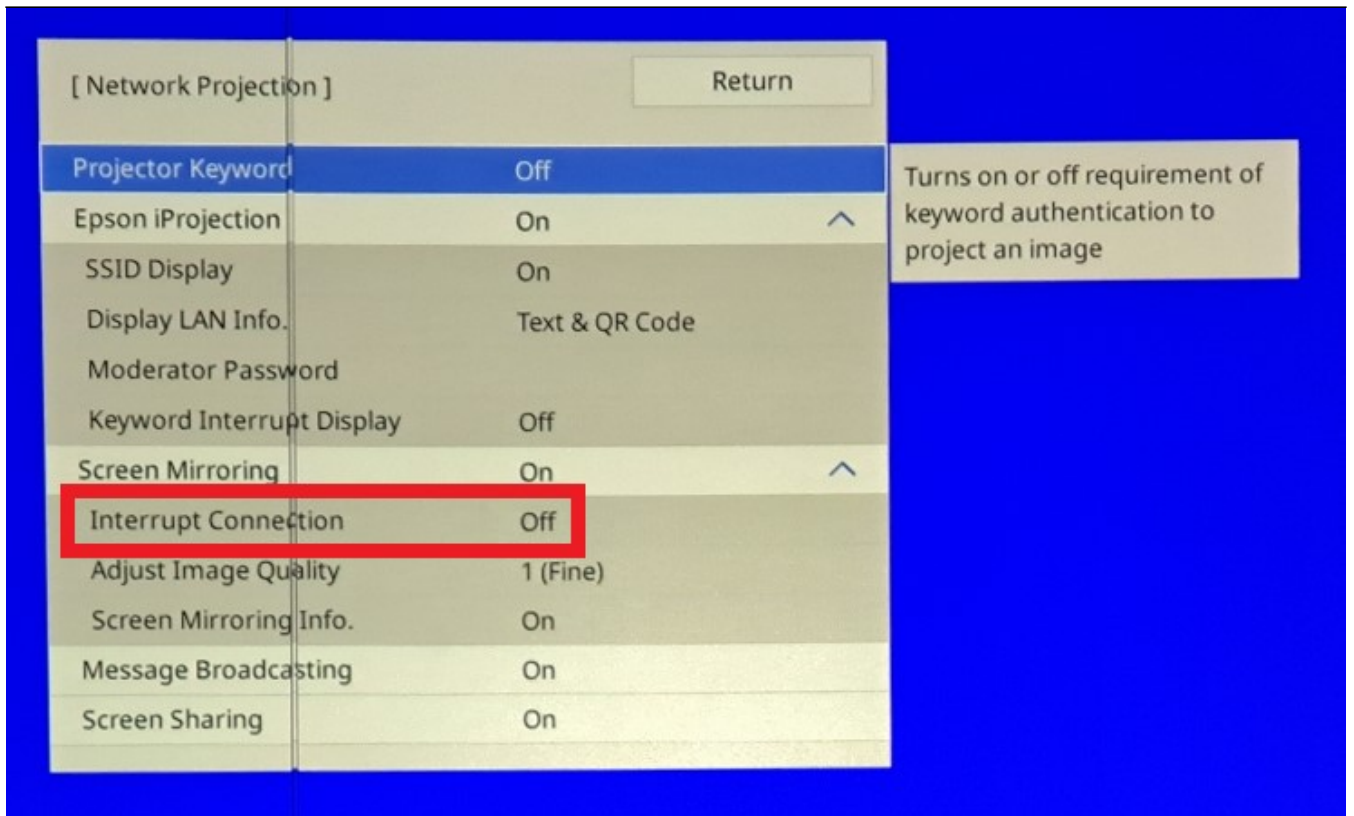 [ Network Projection ]
Return
Projector Keyword Off
Epson iProjection On
SSID Display On
Display LAN Info. Text & QR Code
Moderator Password
Keyword Interrupt Display Off
Screen Mirroring On
Interrupt Connection Off
Adjust Image Quality 1 (Fine)
Screen Mirroring Info. On
Message Broadcasting On
Screen Sharing On
Turns on or off requirement of
keyword authentication to
project an image